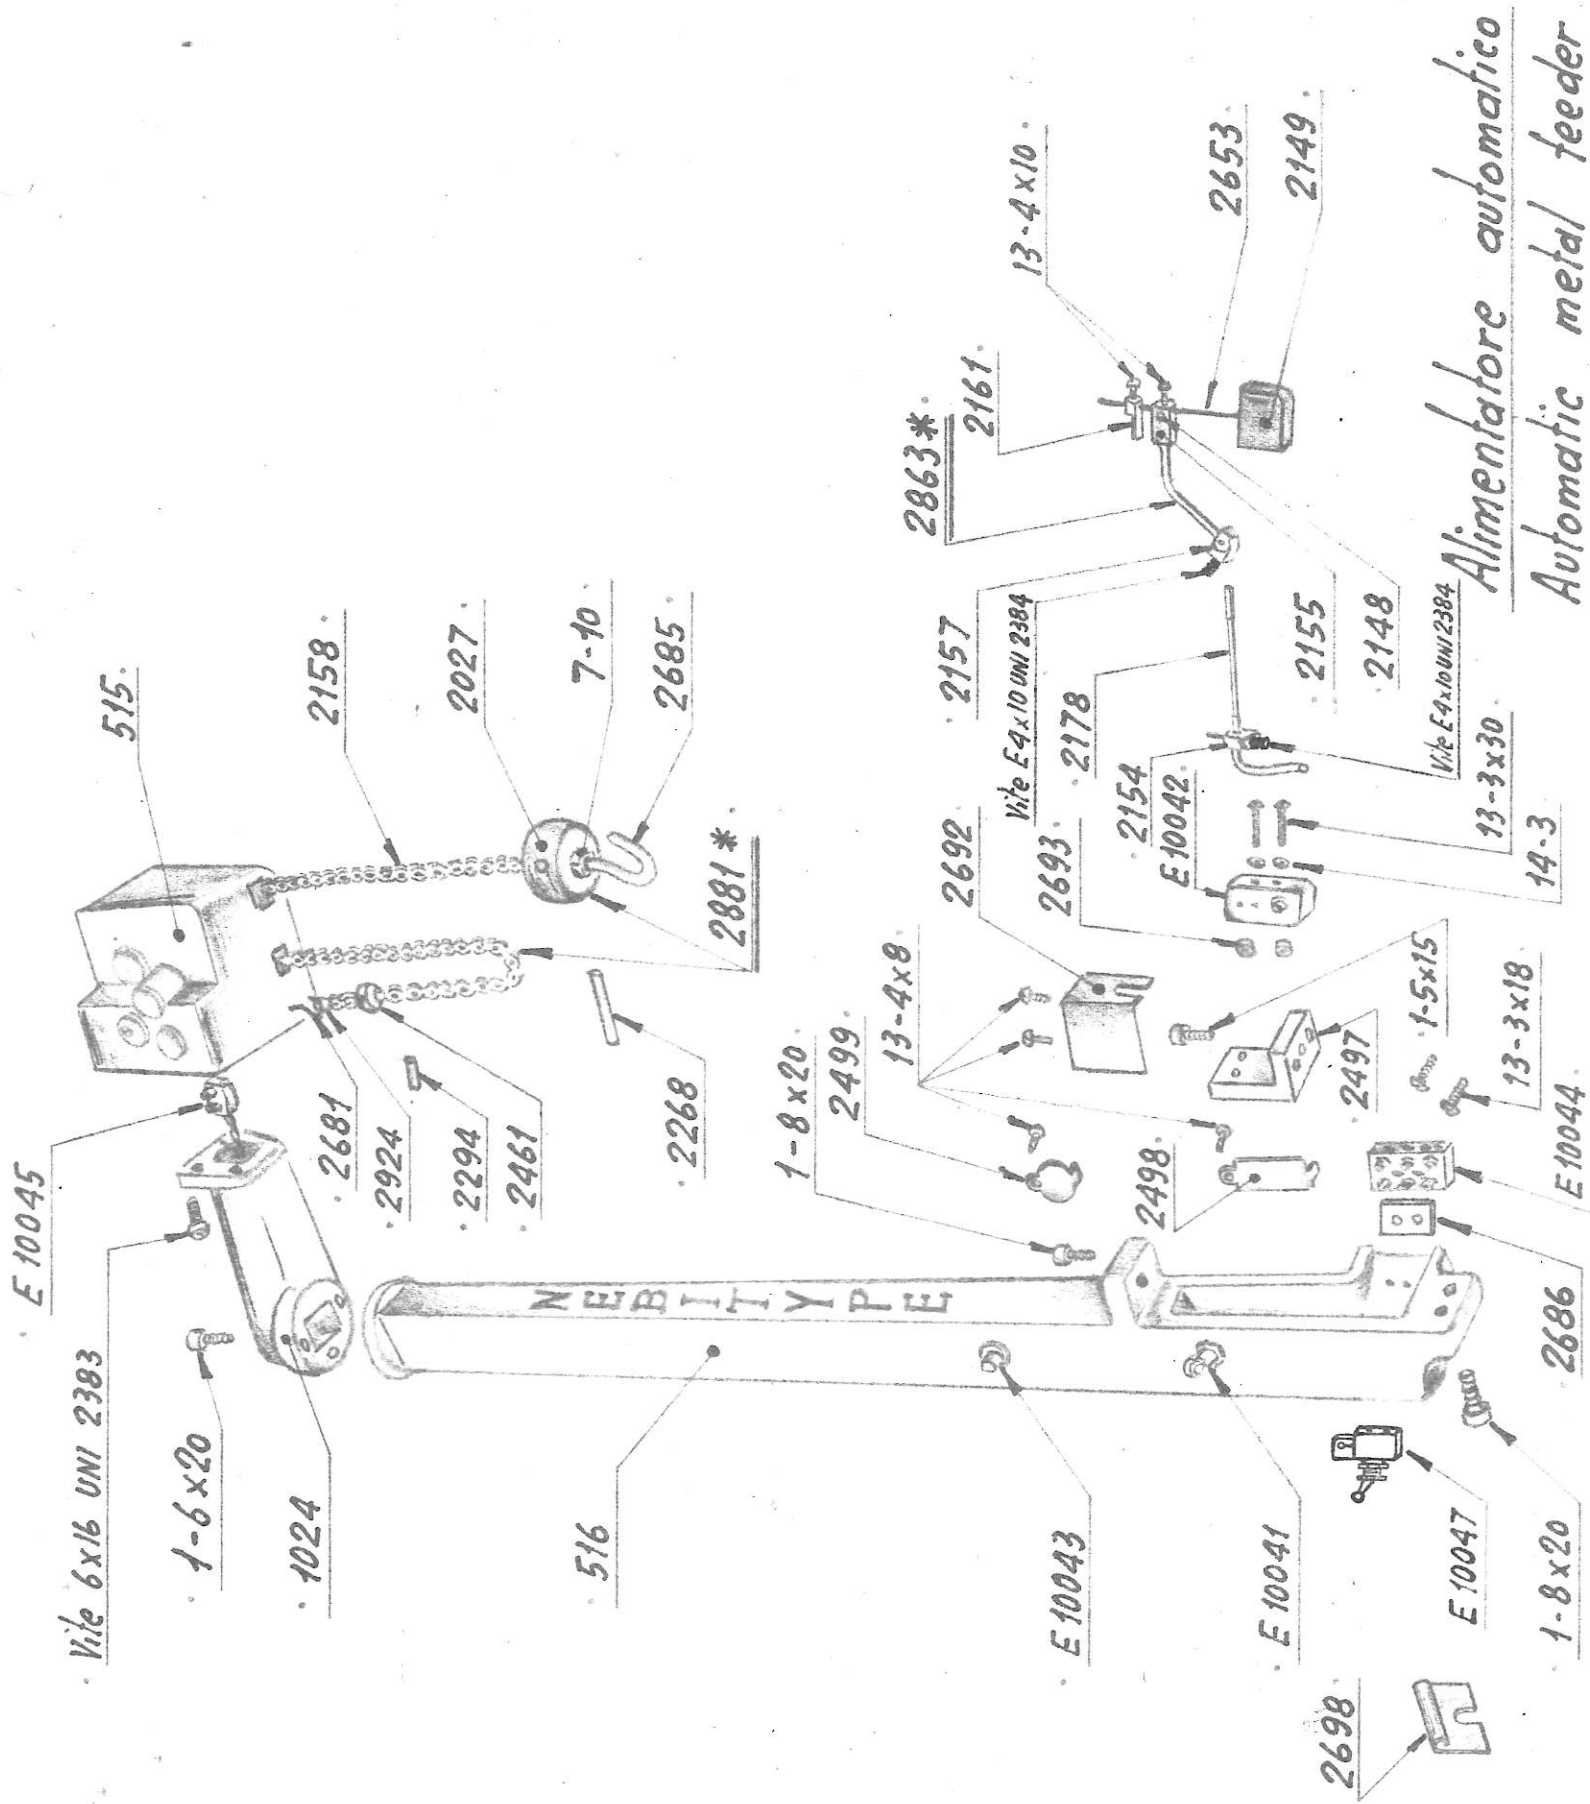 E 10045
Vite 6x16 UNI 2383
1-6x20
1024
515.
2158.
2027
7-10.
2685.
2881*
2681
2924
2294
2461
2268
516
NEBITYPE
1-8x20
2499
13-4x8
2692
2693
2498
2497
1-5x15
13-3x18
E 10044
2686
E 10043
E 10041
E 10047
1-8x20
2698
2863*
2161.
13-4x10.
2653.
2149
2157
Vite E4x10 UNI 2384
2178
2154
E 10042
2155
2148
Vite E4x10 UNI 2384
13-3x30
14-3
Alimentatore automatico
Automatic metal feeder